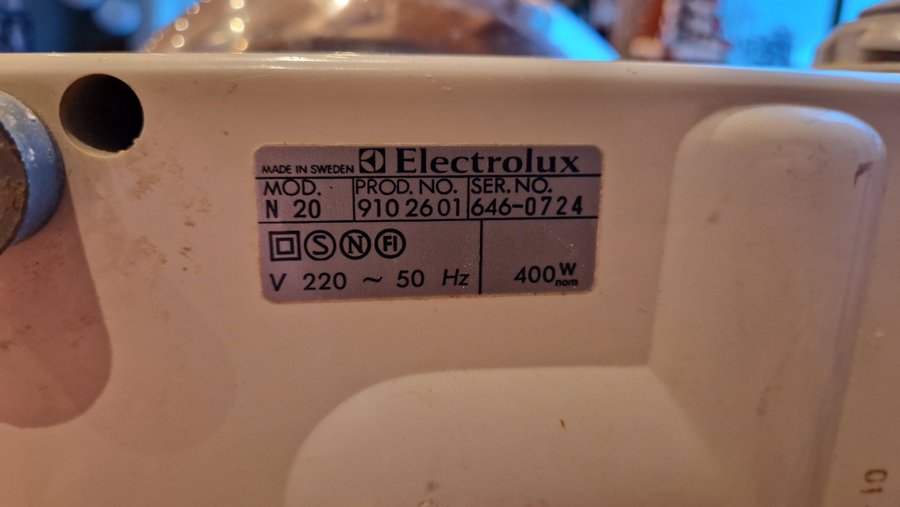 MADE IN SWEDEN Electrolux
MOD. PROD. NO. SER. NO.
N 20 910 26 01 646-0724
S N FI
V 220 ~ 50 Hz 400 W nom
10